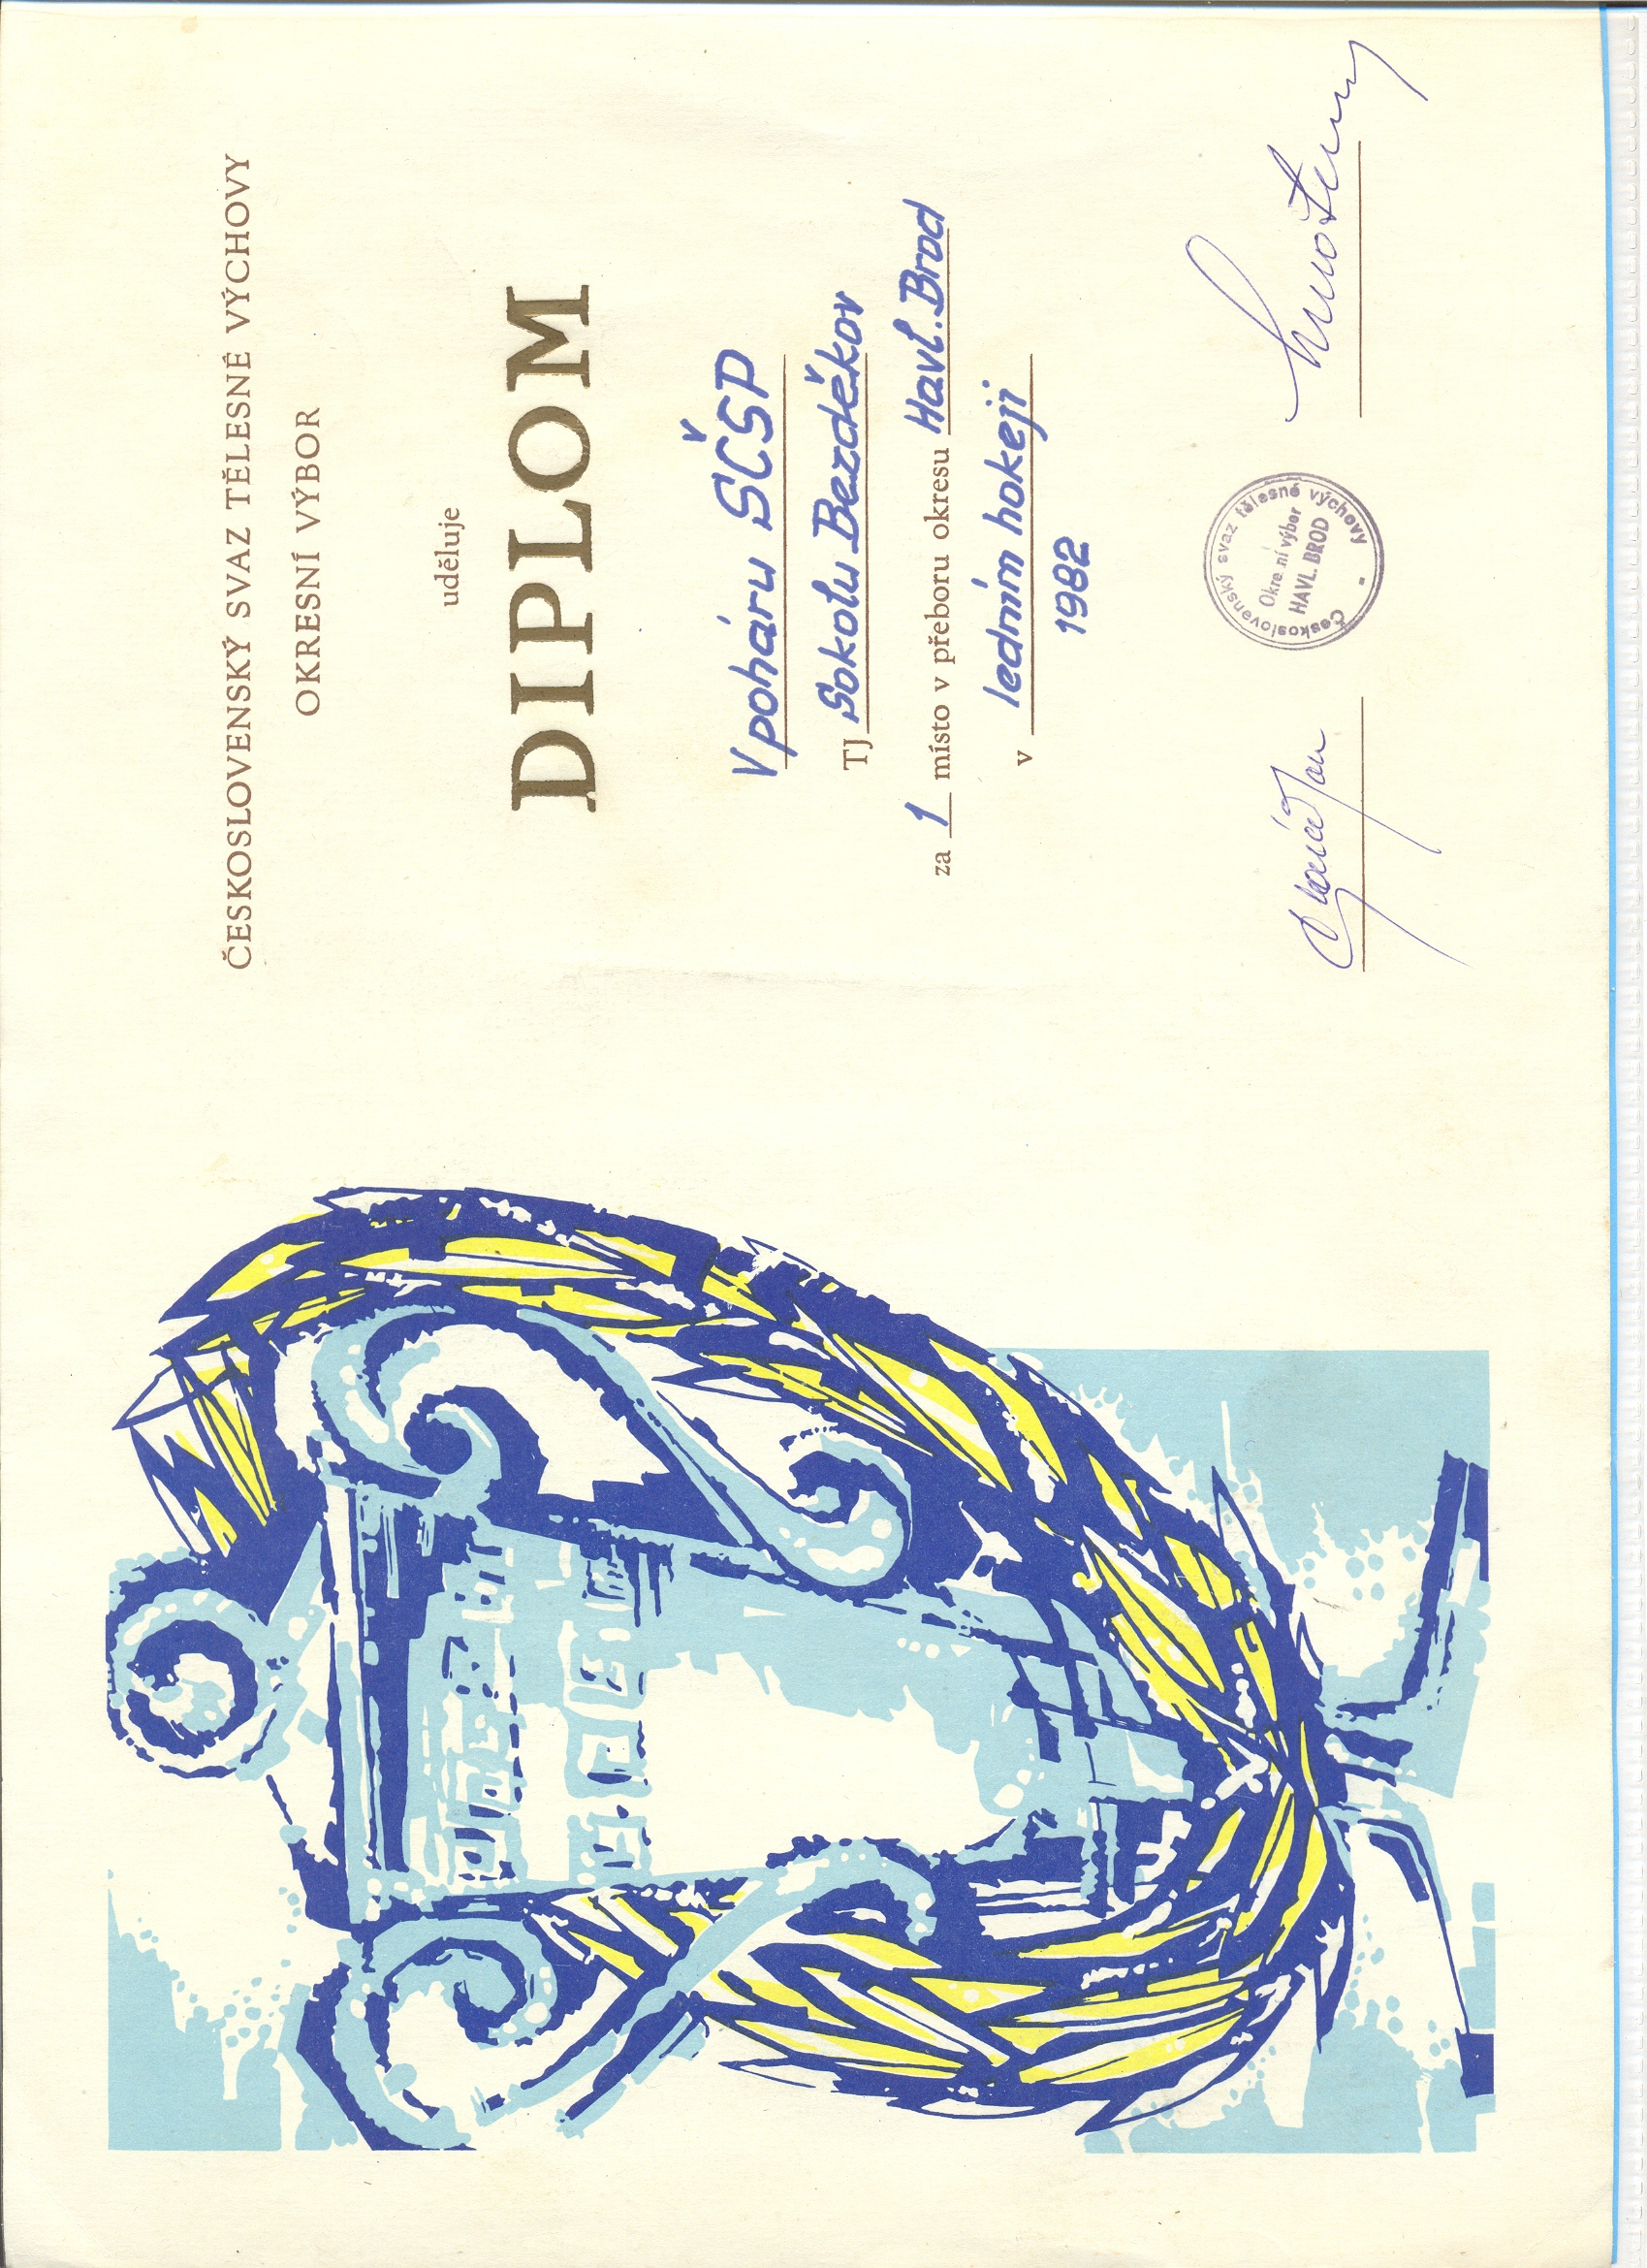 ČESKOSLOVENSKÝ SVAZ TĚLESNÉ VÝCHOVY
OKRESNÍ VÝBOR
uděluje
DIPLOM
V poháru SČSP
TJ Sokolu Bezděkov
za 1 místo v přeboru okresu Havl. Brod
v ledním hokeji
1982
Československý svaz tělesné výchovy
Okresní výbor
HAVL. BROD